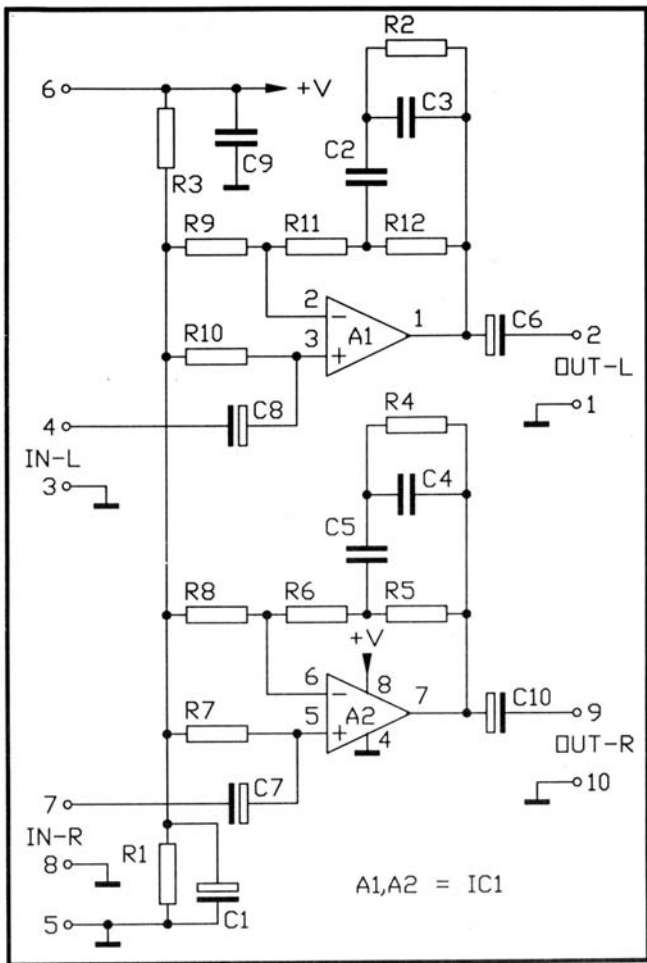 R2
6
+V
C3
C2
R3
C9
R9
R11
R12
2
−
3
+
A1
1
R10
C6
2
OUT-L
1
C8
4
IN-L
3
R4
C4
C5
R8
R6
R5
+V
6
−
8
7
5
+
A2
4
R7
C10
9
OUT-R
10
C7
7
IN-R
8
R1
C1
5
A1,A2 = IC1